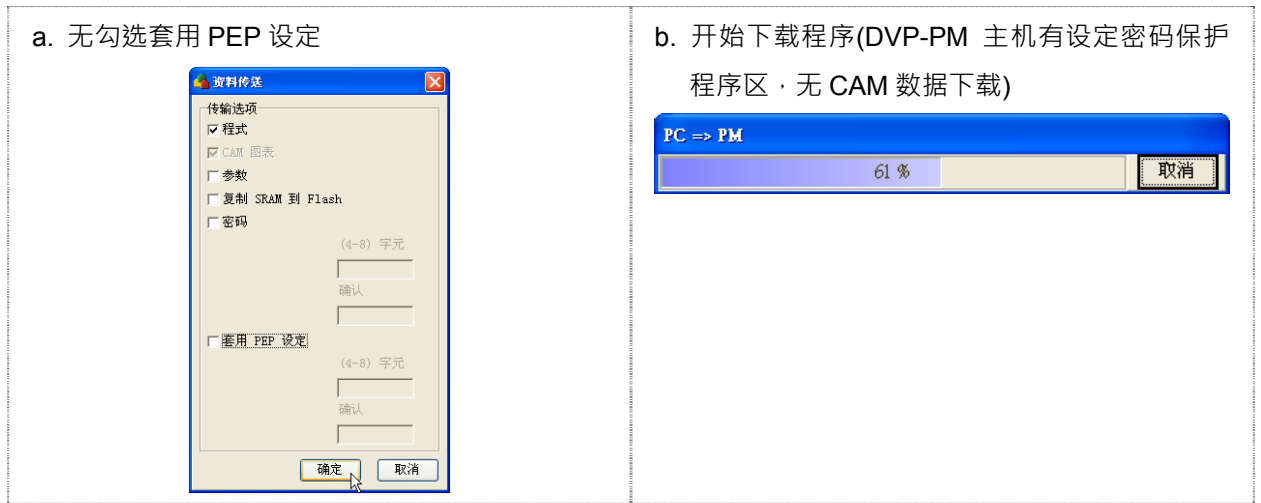 a. 无勾选套用 PEP 设定
资料传送
传输选项
程式
CAM 图表
参数
复制 SRAM 到 Flash
密码
(4-8) 字元
确认
套用 PEP 设定
(4-8) 字元
确认
确定 取消
b. 开始下载程序(DVP-PM 主机有设定密码保护
程序区，无 CAM 数据下载)
PC => PM
61 % 取消